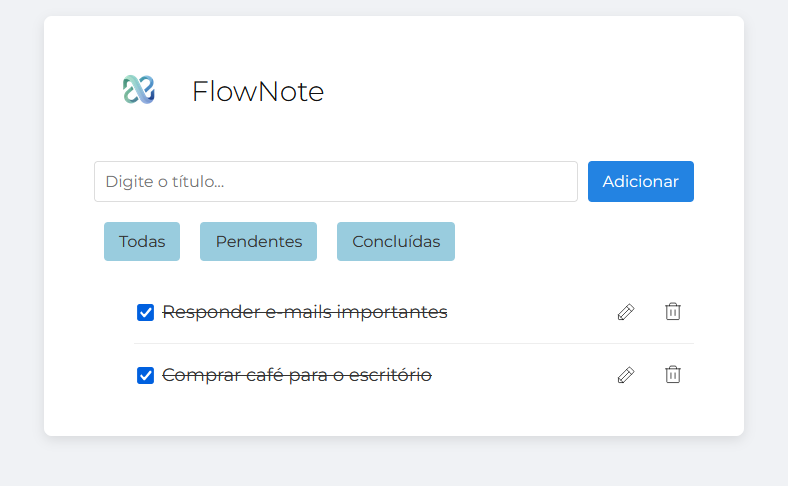 FlowNote
Digite o título...
Adicionar
Todas
Pendentes
Concluídas
Responder e-mails importantes
Comprar café para o escritório